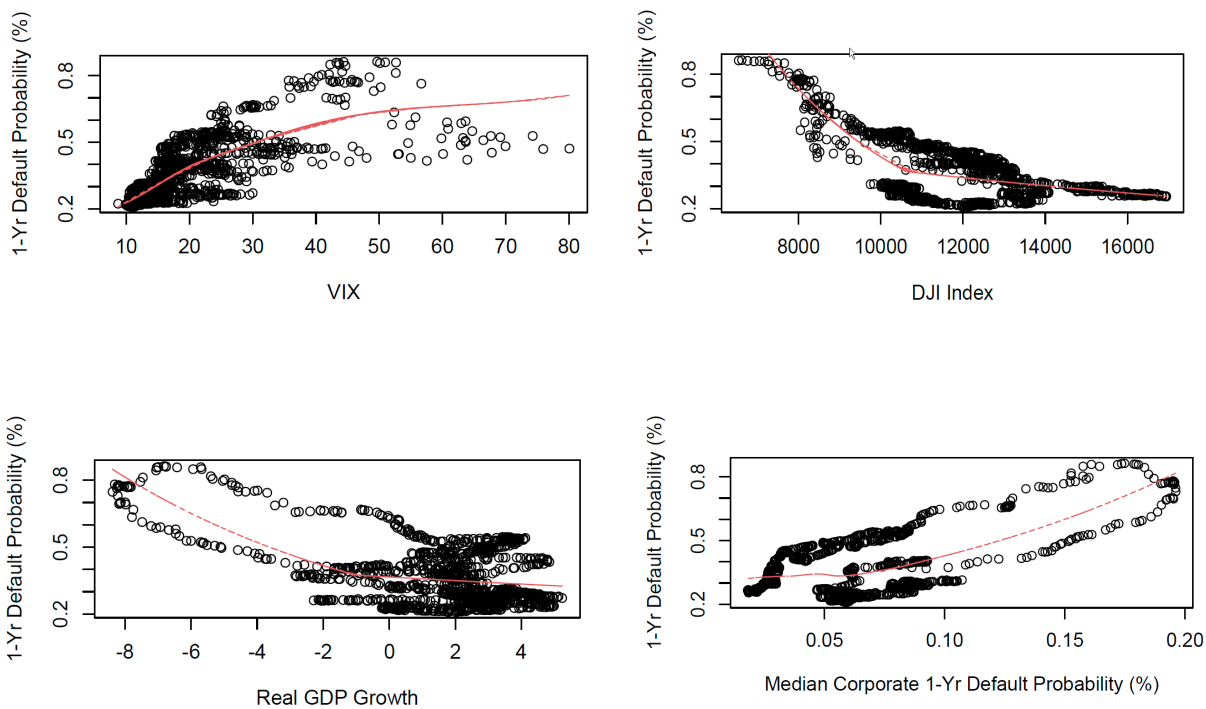 1-Yr Default Probability (%)
0.8
0.5
0.2
10 20 30 40 50 60 70 80
VIX
1-Yr Default Probability (%)
0.8
0.5
0.2
8000 10000 12000 14000 16000
DJI Index
1-Yr Default Probability (%)
0.8
0.5
0.2
-8 -6 -4 -2 0 2 4
Real GDP Growth
1-Yr Default Probability (%)
0.8
0.5
0.2
0.05 0.10 0.15 0.20
Median Corporate 1-Yr Default Probability (%)